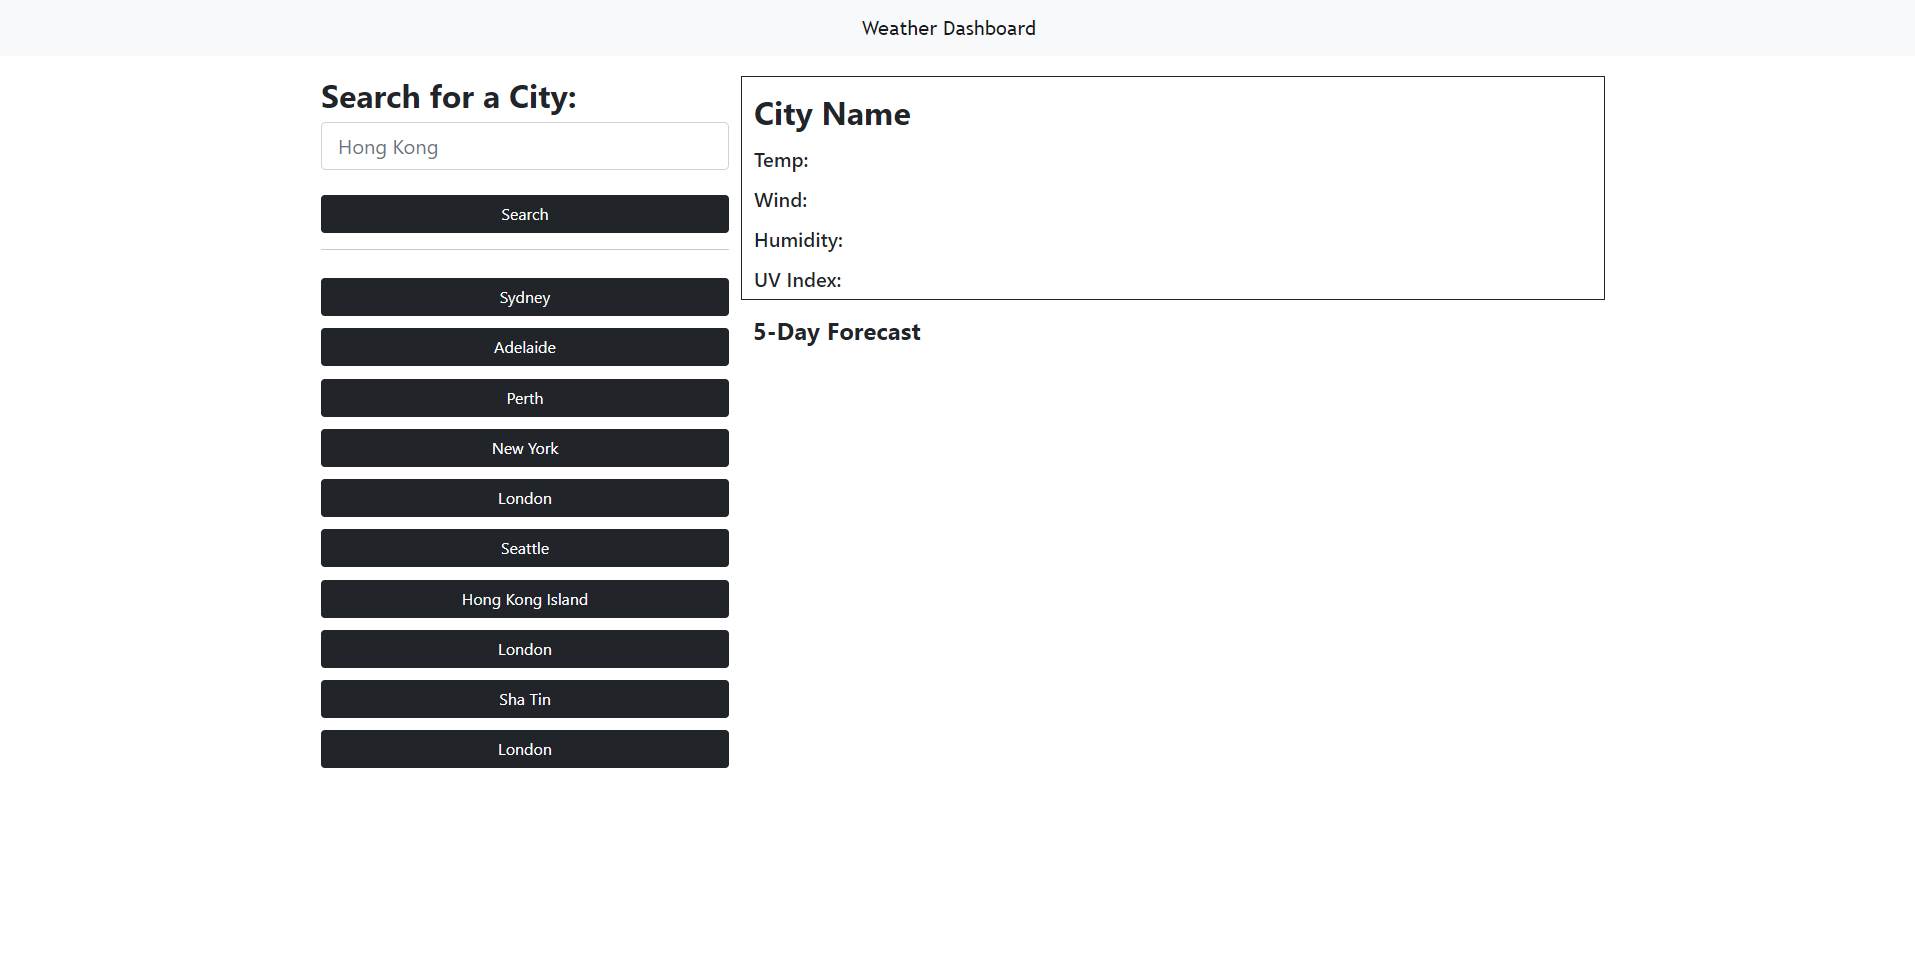 Weather Dashboard
Search for a City:
Hong Kong
Search
Sydney
Adelaide
Perth
New York
London
Seattle
Hong Kong Island
London
Sha Tin
London
City Name
Temp:
Wind:
Humidity:
UV Index:
5-Day Forecast